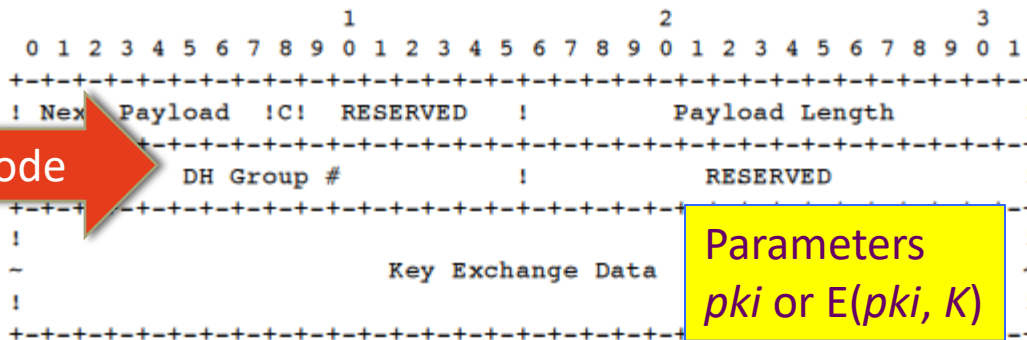 1 2 3
0 1 2 3 4 5 6 7 8 9 0 1 2 3 4 5 6 7 8 9 0 1 2 3 4 5 6 7 8 9 0 1
+-+-+-+-+-+-+-+-+-+-+-+-+-+-+-+-+-+-+-+-+-+-+-+-+-+-+-+-+-+-+-+-
! Nex Payload !C! RESERVED ! Payload Length
-+-+-+-+-+-+-+-+-+-+-+-+-+-+-+-+-+-+-+-+-+-+-+-+-+-+-+-+-
ode DH Group # ! RESERVED
+-+-+-+-+-+-+-+-+-+-+-+-+-+-+-+-+-+-+-+-+-+-+-+-+-+-+-+-+-+-+-+-
!
~ Key Exchange Data
!
+-+-+-+-+-+-+-+-+-+-+-+-+-+-+-+-+-+-+-+-+-+
Parameters
pki or E(pki, K)